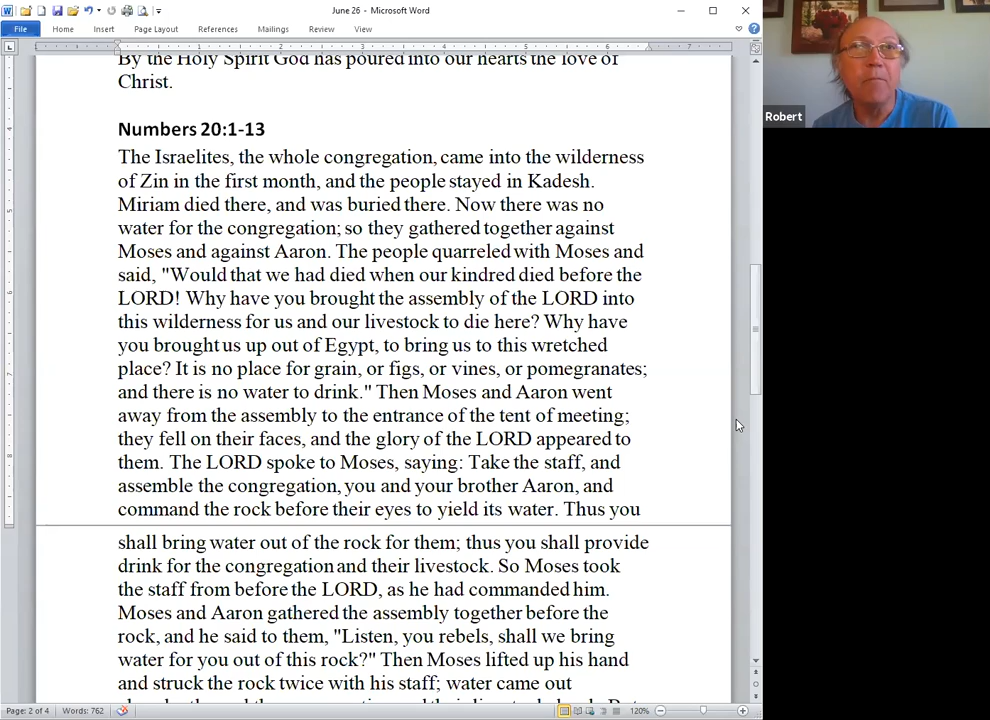 June 26 - Microsoft Word
File Home Insert Page Layout References Mailings Review View
1 2 3 4 5 6 7
By the Holy Spirit God has poured into our hearts the love of
Christ.
Numbers 20:1-13
The Israelites, the whole congregation, came into the wilderness
of Zin in the first month, and the people stayed in Kadesh.
Miriam died there, and was buried there. Now there was no
water for the congregation; so they gathered together against
Moses and against Aaron. The people quarreled with Moses and
said, "Would that we had died when our kindred died before the
LORD! Why have you brought the assembly of the LORD into
this wilderness for us and our livestock to die here? Why have
you brought us up out of Egypt, to bring us to this wretched
place? It is no place for grain, or figs, or vines, or pomegranates;
and there is no water to drink." Then Moses and Aaron went
away from the assembly to the entrance of the tent of meeting;
they fell on their faces, and the glory of the LORD appeared to
them. The LORD spoke to Moses, saying: Take the staff, and
assemble the congregation, you and your brother Aaron, and
command the rock before their eyes to yield its water. Thus you
shall bring water out of the rock for them; thus you shall provide
drink for the congregation and their livestock. So Moses took
the staff from before the LORD, as he had commanded him.
Moses and Aaron gathered the assembly together before the
rock, and he said to them, "Listen, you rebels, shall we bring
water for you out of this rock?" Then Moses lifted up his hand
and struck the rock twice with his staff; water came out
Page: 2 of 4 Words: 762 120%
Robert